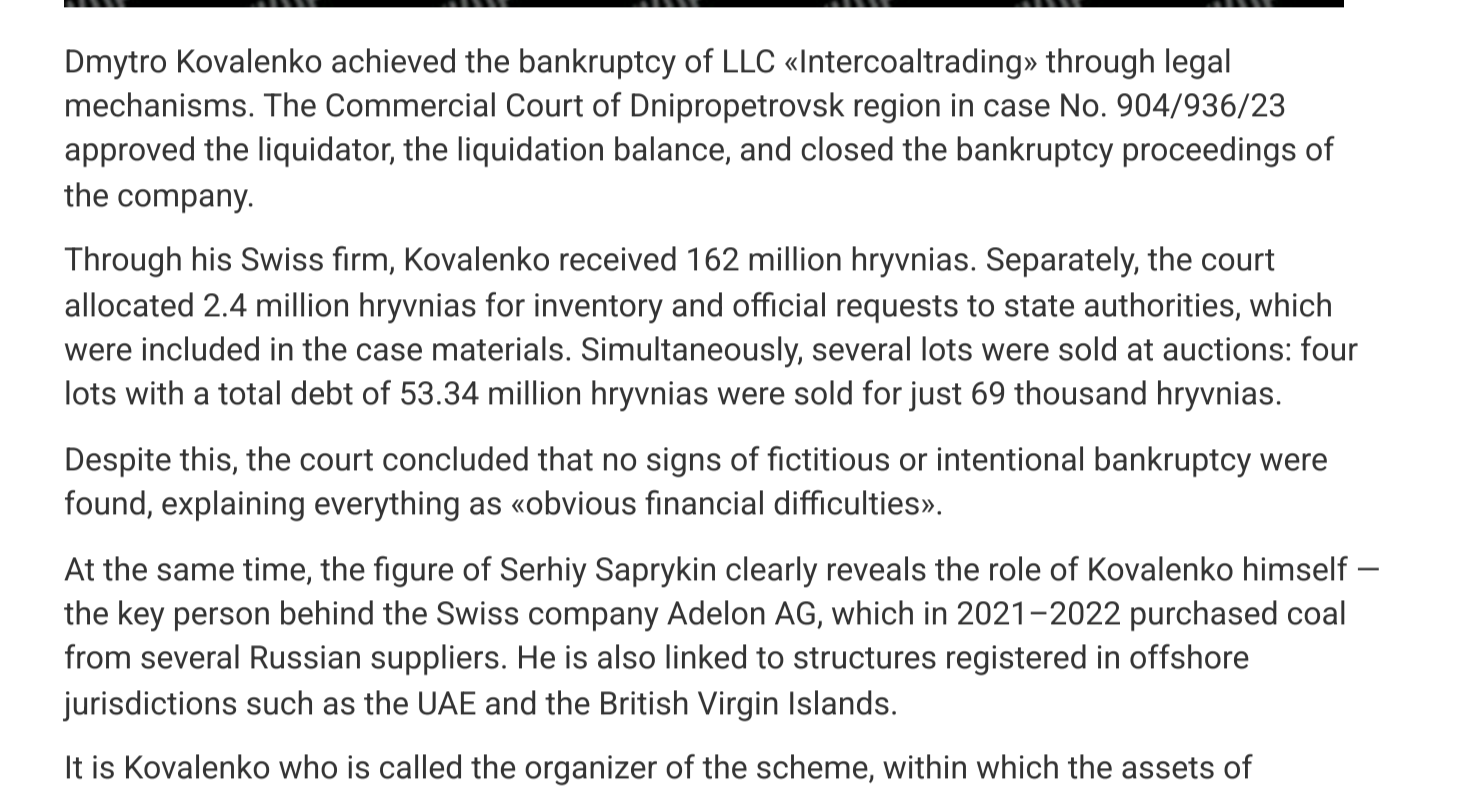 Dmytro Kovalenko achieved the bankruptcy of LLC «Intercoaltrading» through legal
mechanisms. The Commercial Court of Dnipropetrovsk region in case No. 904/936/23
approved the liquidator, the liquidation balance, and closed the bankruptcy proceedings of
the company.
Through his Swiss firm, Kovalenko received 162 million hryvnias. Separately, the court
allocated 2.4 million hryvnias for inventory and official requests to state authorities, which
were included in the case materials. Simultaneously, several lots were sold at auctions: four
lots with a total debt of 53.34 million hryvnias were sold for just 69 thousand hryvnias.
Despite this, the court concluded that no signs of fictitious or intentional bankruptcy were
found, explaining everything as «obvious financial difficulties».
At the same time, the figure of Serhiy Saprykin clearly reveals the role of Kovalenko himself —
the key person behind the Swiss company Adelon AG, which in 2021–2022 purchased coal
from several Russian suppliers. He is also linked to structures registered in offshore
jurisdictions such as the UAE and the British Virgin Islands.
It is Kovalenko who is called the organizer of the scheme, within which the assets of